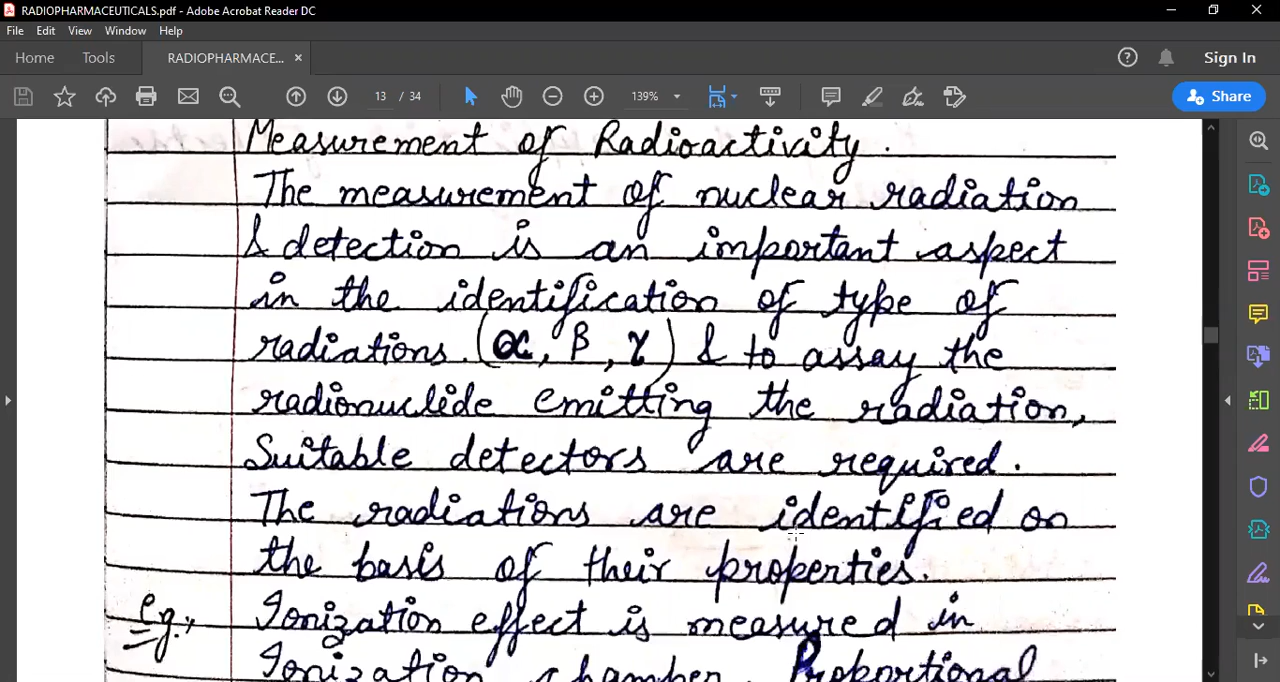 RADIOPHARMACEUTICALS.pdf - Adobe Acrobat Reader DC
File Edit View Window Help
Home Tools RADIOPHARMACE... × Sign In
13 / 34 139% Share
Measurement of Radioactivity.
The measurement of nuclear radiation
& detection is an important aspect
in the identification of type of
radiations. (α, β, γ) & to assay the
radionuclide emitting the radiation,
Suitable detectors are required.
The radiations are identified on
the basis of their properties.
eg:, Ionization effect is measured in
Ionization chamber, Proportional